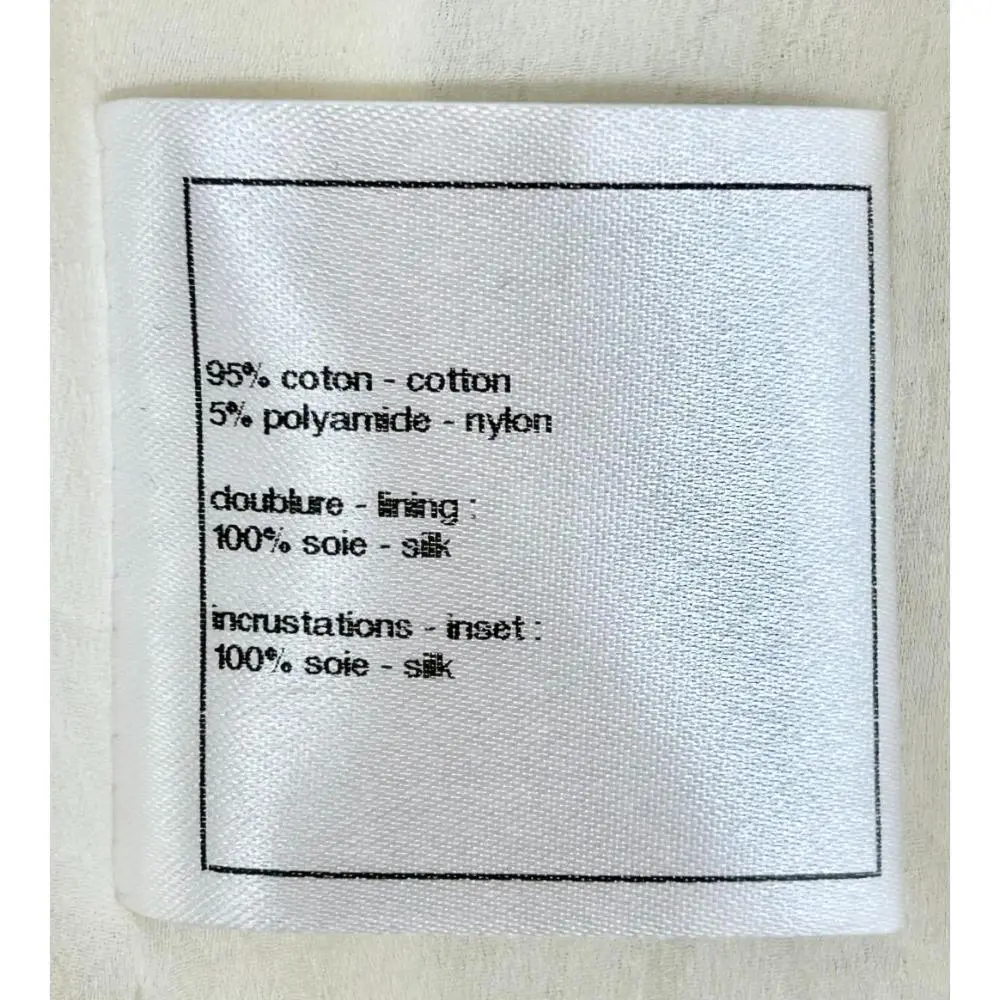 95% coton - cotton
5% polyamide - nylon
doublure - lining :
100% soie - silk
incrustations - inset :
100% soie - silk